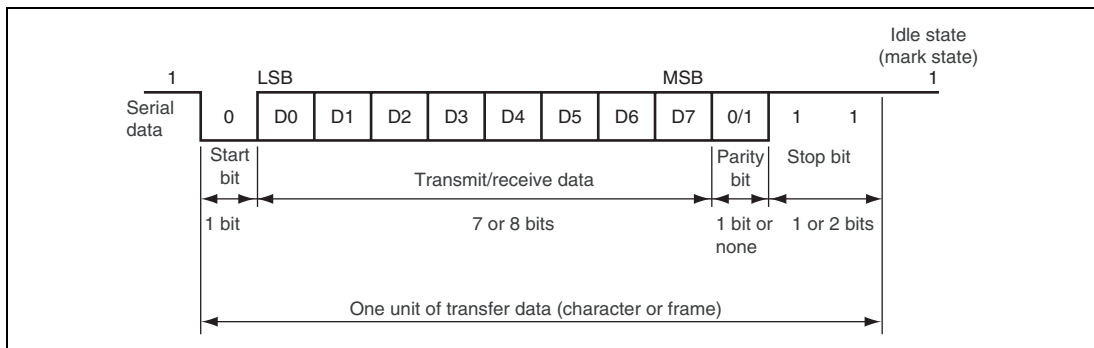 Idle state
(mark state)
1 LSB MSB 1
Serial
data
0 D0 D1 D2 D3 D4 D5 D6 D7 0/1 1 1
Start
bit
Transmit/receive data
Parity
bit
Stop bit
1 bit
7 or 8 bits
1 bit or
none
1 or 2 bits
One unit of transfer data (character or frame)